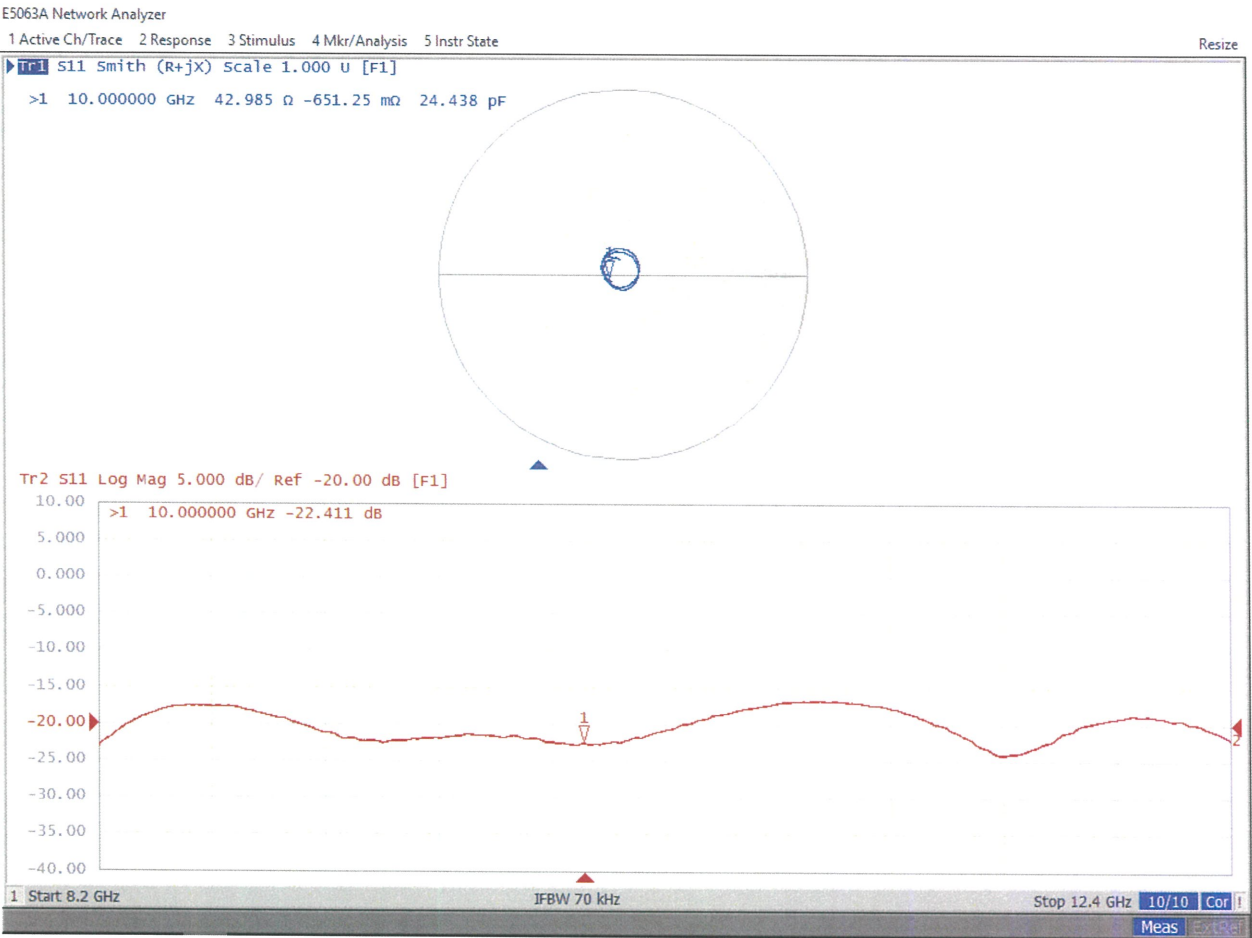 E5063A Network Analyzer
1 Active Ch/Trace 2 Response 3 Stimulus 4 Mkr/Analysis 5 Instr State
Resize
Tr1 S11 Smith (R+jX) Scale 1.000 U [F1]
>1 10.000000 GHz 42.985 Ω -651.25 mΩ 24.438 pF
1
Tr2 S11 Log Mag 5.000 dB/ Ref -20.00 dB [F1]
10.00
>1 10.000000 GHz -22.411 dB
5.000
0.000
-5.000
-10.00
-15.00
-20.00
1
2
-25.00
-30.00
-35.00
-40.00
1 Start 8.2 GHz IFBW 70 kHz Stop 12.4 GHz 10/10 Cor !
Meas ExtRef